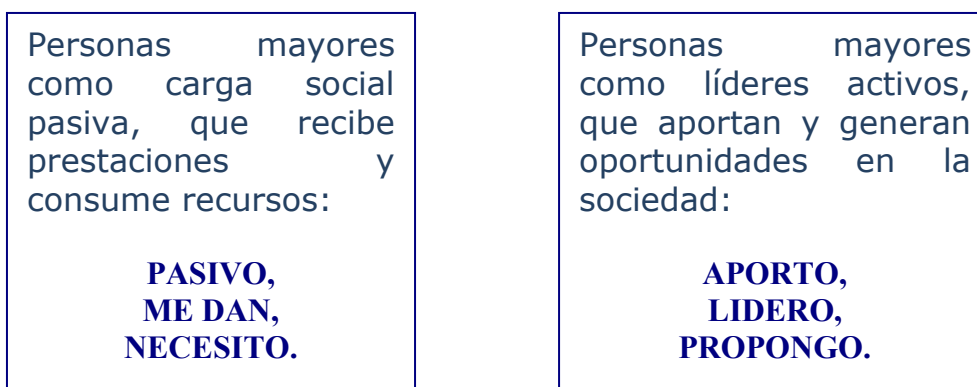 Personas mayores
como carga social
pasiva, que recibe
prestaciones y
consume recursos:
PASIVO,
ME DAN,
NECESITO.
Personas mayores
como líderes activos,
que aportan y generan
oportunidades en la
sociedad:
APORTO,
LIDERO,
PROPONGO.